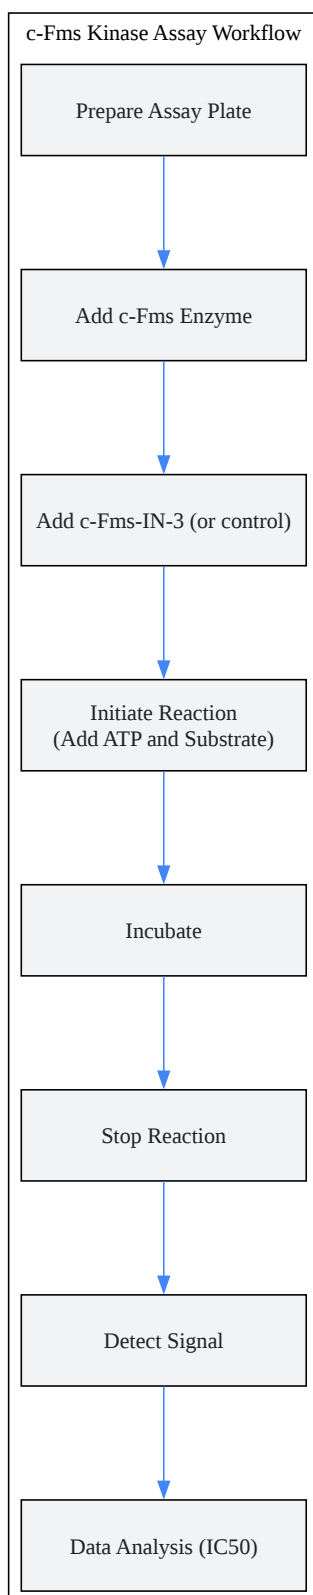 c-Fms Kinase Assay Workflow
Prepare Assay Plate
Add c-Fms Enzyme
Add c-Fms-IN-3 (or control)
Initiate Reaction
(Add ATP and Substrate)
Incubate
Stop Reaction
Detect Signal
Data Analysis (IC50)